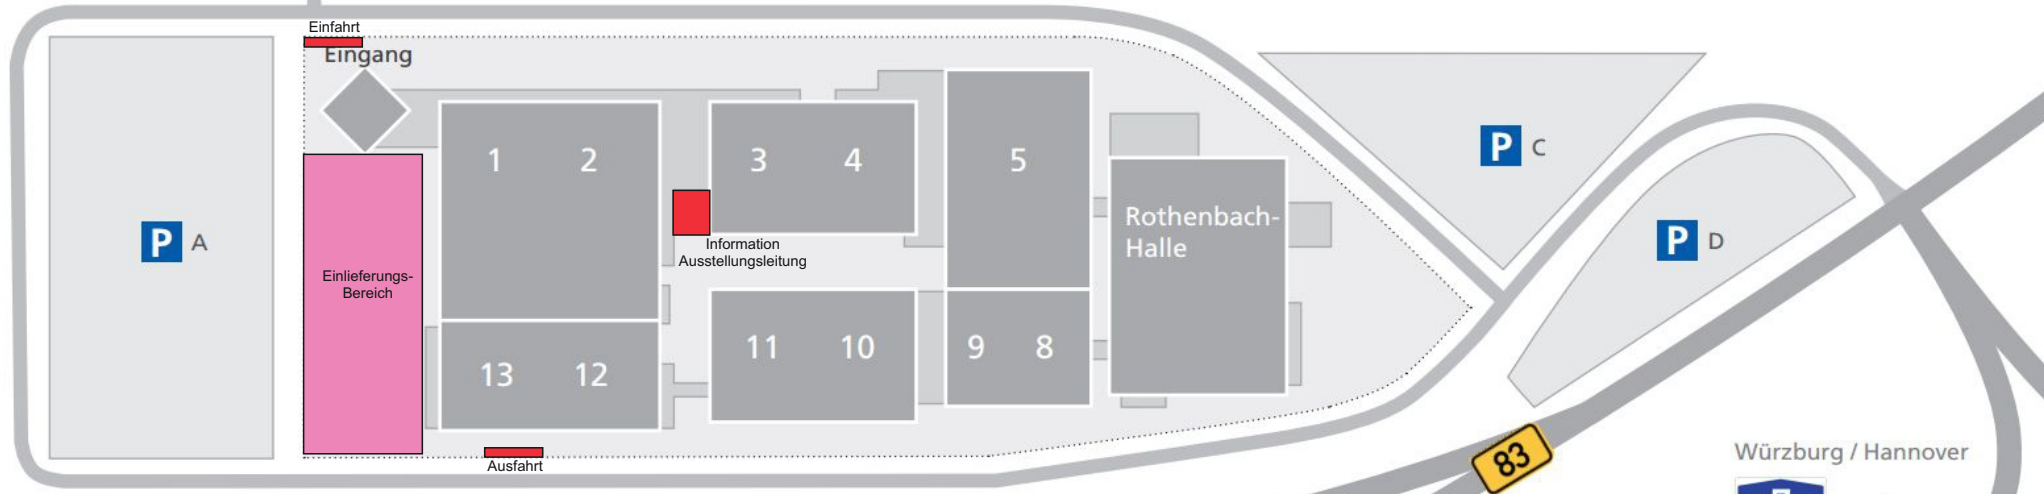 Einfahrt
Eingang
1 2
3 4
5
P C
Rothenbach-
Halle
P D
P A
Information
Ausstellungsleitung
Einlieferungs-
Bereich
13 12
11 10
9 8
Ausfahrt
83
Würzburg / Hannover